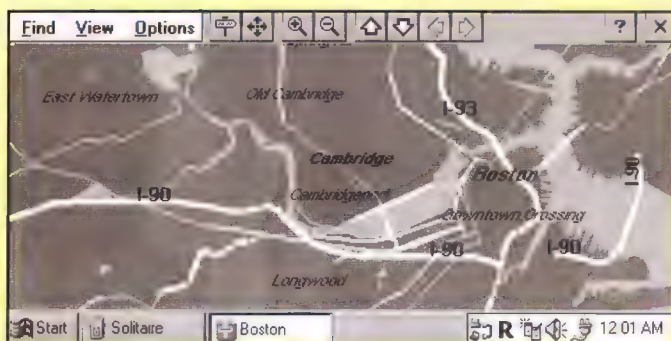 Find View Options ? ×
I-93
East Watertown Old Cambridge
Cambridge
I-90
Boston
I-90 Cambridgeport
Downtown Crossing
I-90 I-90
Longwood
Start Solitaire Boston R 12:01 AM